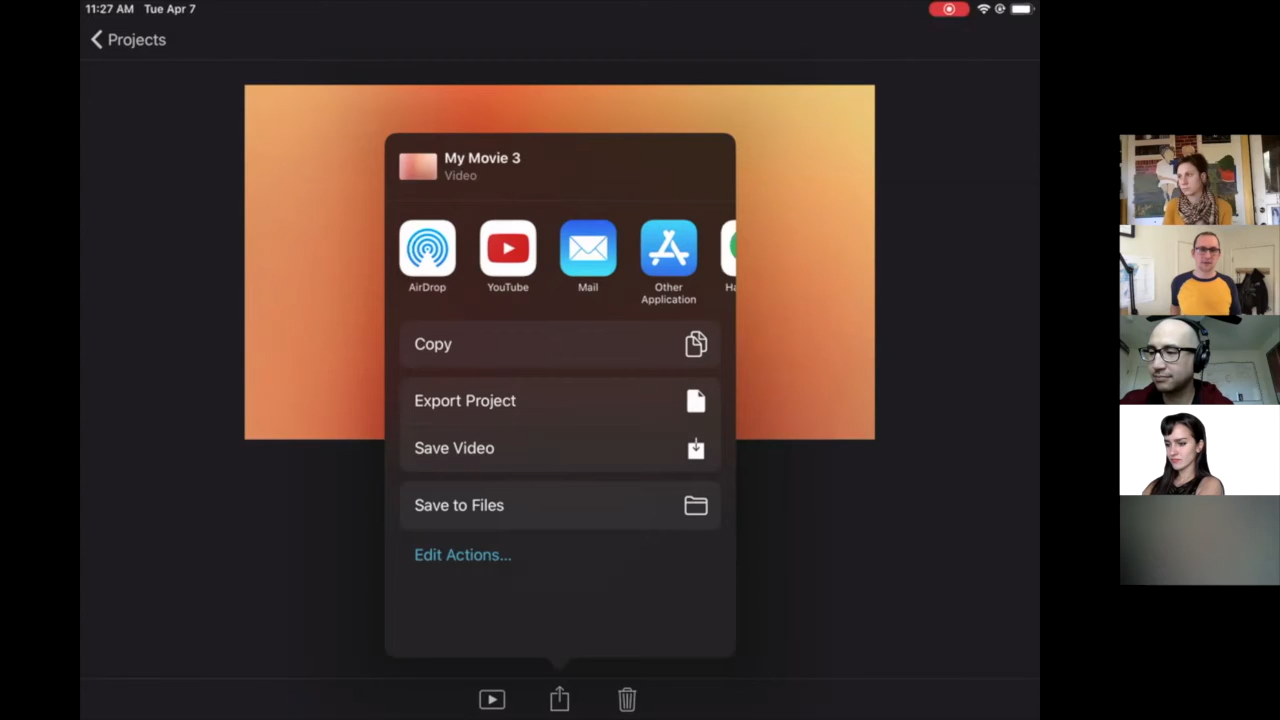 11:27 AM Tue Apr 7
Projects
My Movie 3
Video
AirDrop
YouTube
Mail
Other
Application
Ha
Copy
Export Project
Save Video
Save to Files
Edit Actions...